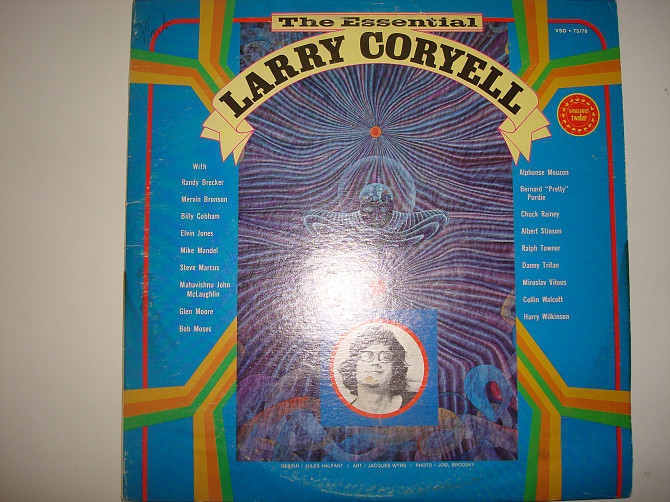 The Essential
LARRY CORYELL
VSD • 75/76
VOLUME
twelve
With
Randy Brecker
Mervin Bronson
Billy Cobham
Elvin Jones
Mike Mandel
Steve Marcus
Mahavishnu John
McLaughlin
Glen Moore
Bob Moses
Alphonse Mouzon
Bernard "Pretty"
Purdie
Chuck Rainey
Albert Stinson
Ralph Towner
Danny Trifan
Miroslav Vitous
Collin Walcott
Harry Wilkinson
DESIGN / JULES HALFANT / ART / JACQUES WYRS / PHOTO / JOEL BRODSKY